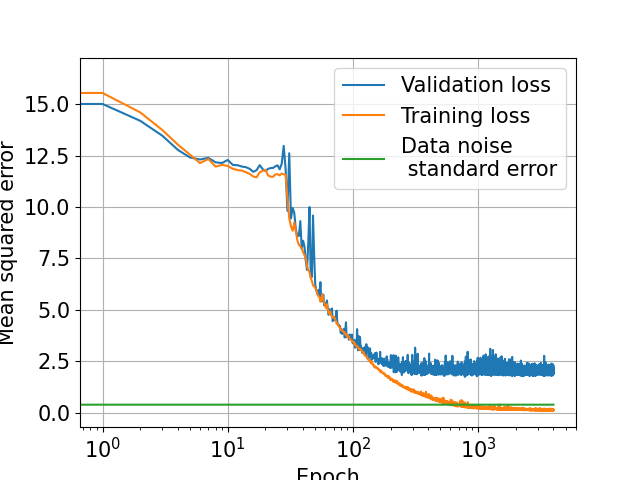 Validation loss
Training loss
Data noise
standard error
15.0
12.5
10.0
7.5
5.0
2.5
0.0
Mean squared error
10⁰
10¹
10²
10³
Epoch